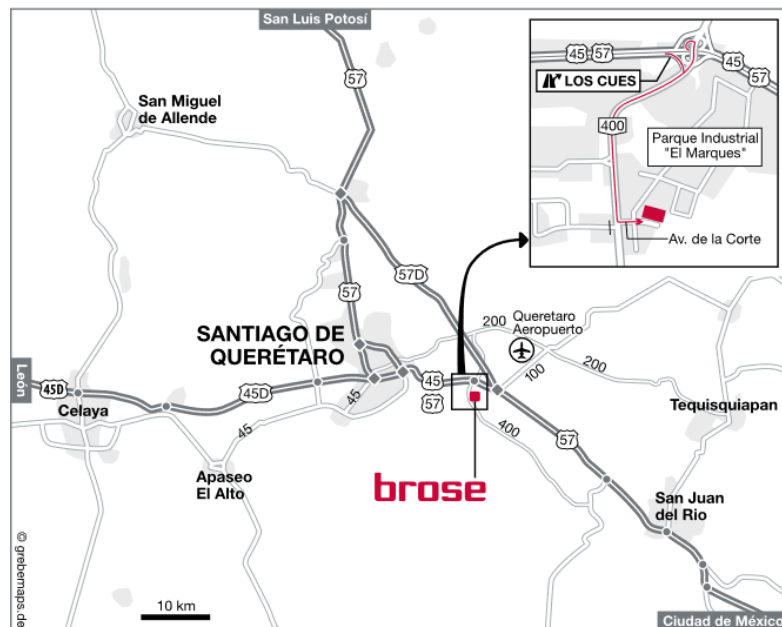 San Luis Potosí
57
45
57
45
LOS CUES
San Miguel
de Allende
400
Parque Industrial
"El Marques"
Av. de la Corte
57D
57
200
Queretaro
Aeropuerto
SANTIAGO DE
QUERÉTARO
200
100
León
45D
45D
45
45
57
Celaya
45
400
57
Tequisquiapan
Apaseo
El Alto
brose
San Juan
del Rio
© grebemaps.de
10 km
Ciudad de México